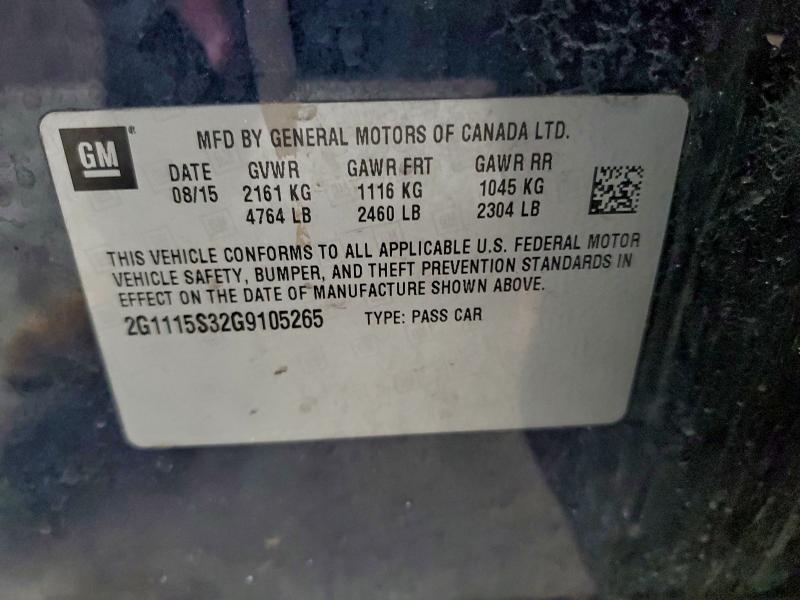 GM®
MFD BY GENERAL MOTORS OF CANADA LTD.
DATE GVWR GAWR FRT GAWR RR
08/15 2161 KG 1116 KG 1045 KG
4764 LB 2460 LB 2304 LB
THIS VEHICLE CONFORMS TO ALL APPLICABLE U.S. FEDERAL MOTOR
VEHICLE SAFETY, BUMPER, AND THEFT PREVENTION STANDARDS IN
EFFECT ON THE DATE OF MANUFACTURE SHOWN ABOVE.
2G1115S32G9105265 TYPE: PASS CAR